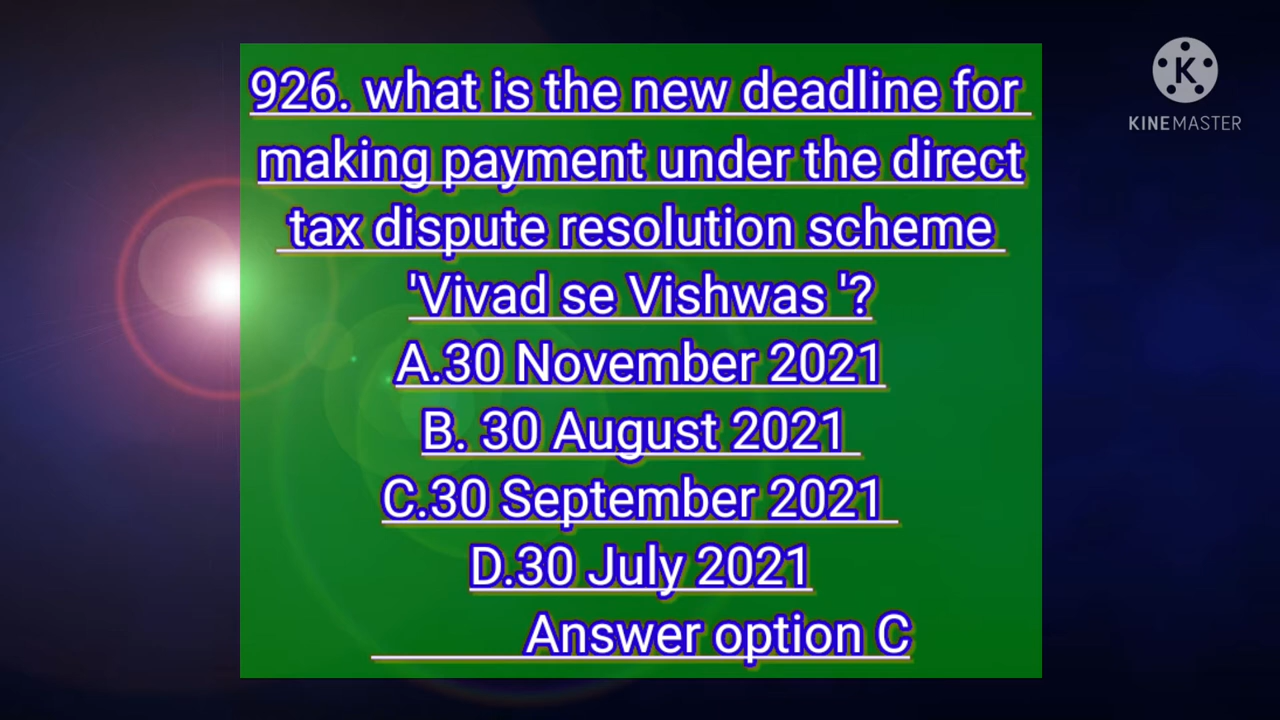 926. what is the new deadline for
making payment under the direct
tax dispute resolution scheme
'Vivad se Vishwas '?
A.30 November 2021
B. 30 August 2021
C.30 September 2021
D.30 July 2021
Answer option C
K
KINEMASTER